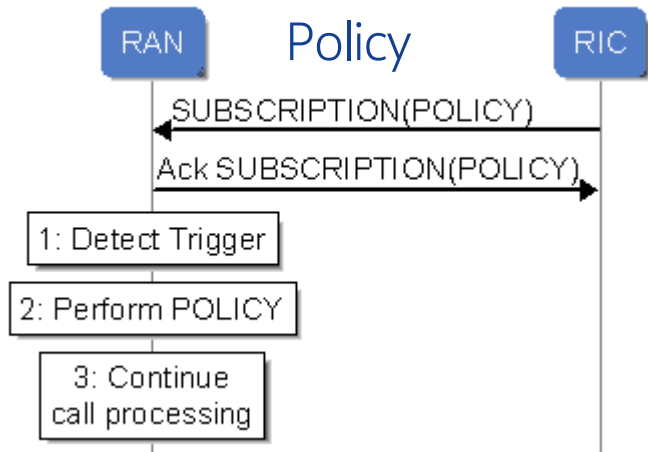 RAN
Policy
RIC
SUBSCRIPTION(POLICY)
Ack SUBSCRIPTION(POLICY)
1: Detect Trigger
2: Perform POLICY
3: Continue
call processing